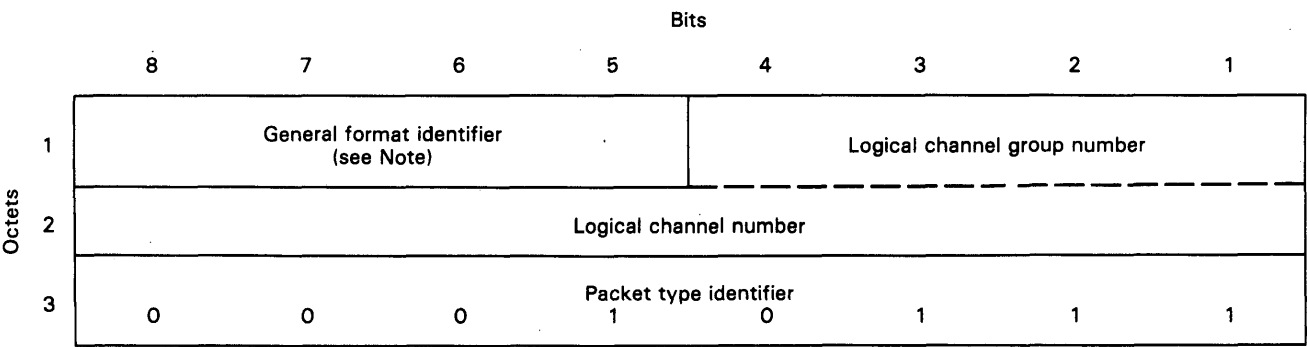 Bits
8 7 6 5 4 3 2 1
Octets
1 General format identifier Logical channel group number
(see Note)
2 Logical channel number
3 Packet type identifier
0 0 0 1 0 1 1 1